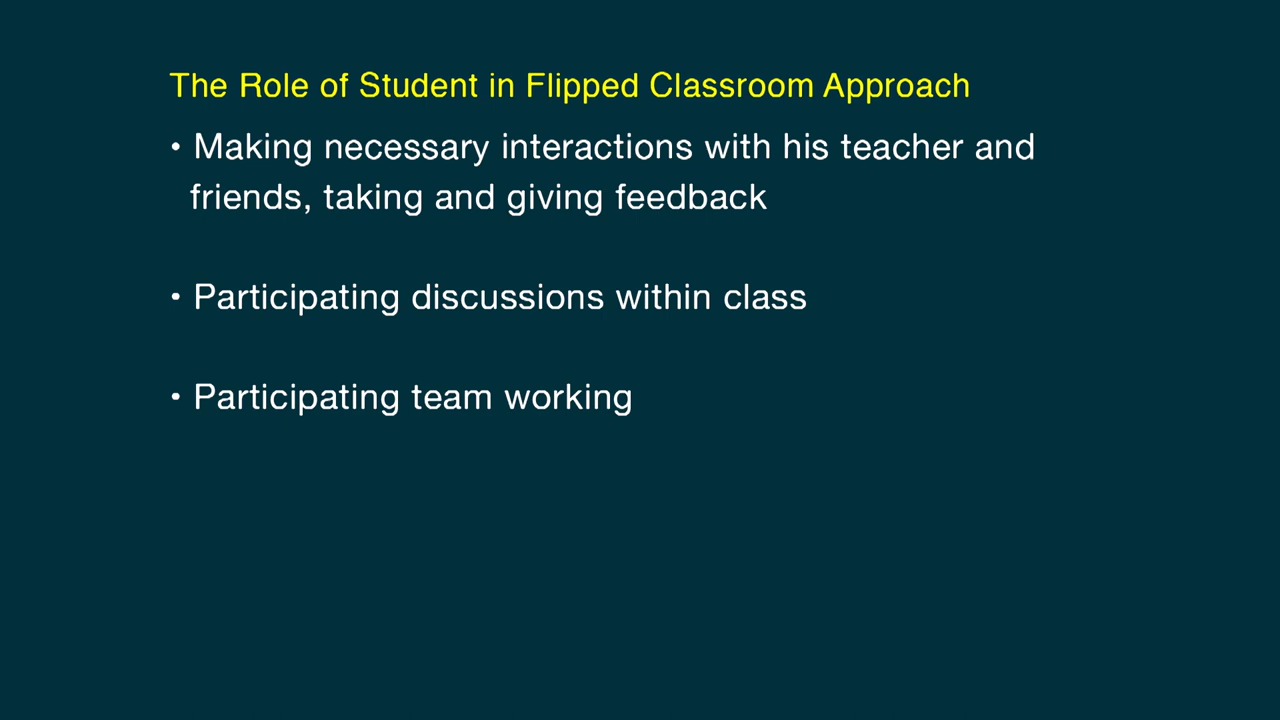 The Role of Student in Flipped Classroom Approach
• Making necessary interactions with his teacher and
friends, taking and giving feedback
• Participating discussions within class
• Participating team working